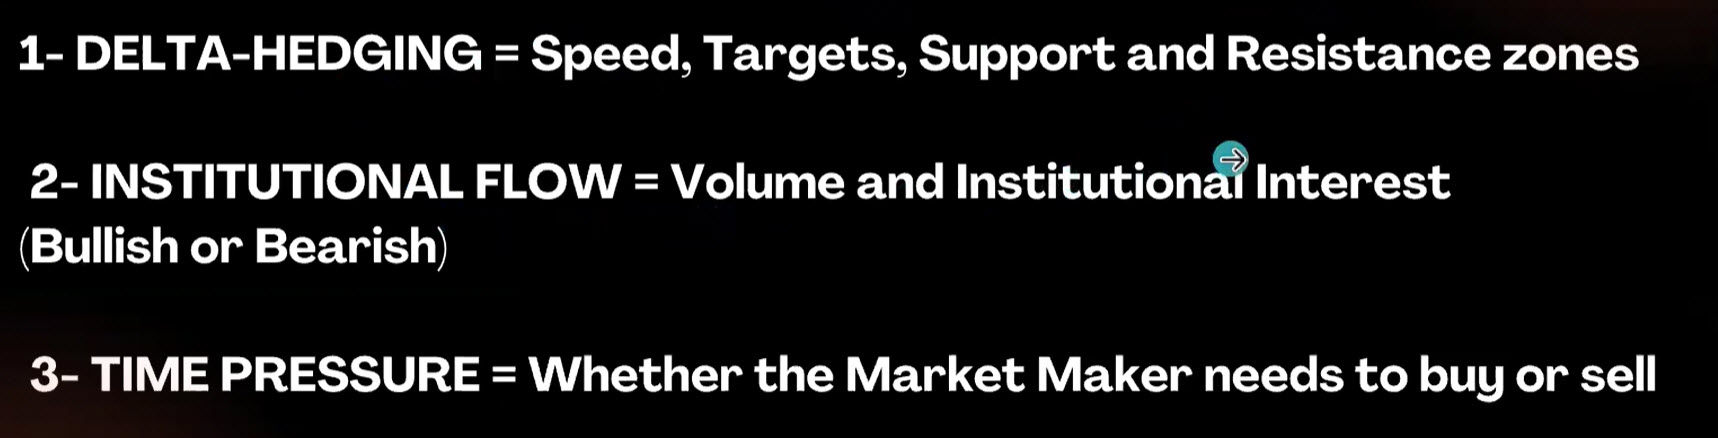 1- DELTA-HEDGING = Speed, Targets, Support and Resistance zones
2- INSTITUTIONAL FLOW = Volume and Institutional Interest
(Bullish or Bearish)
3- TIME PRESSURE = Whether the Market Maker needs to buy or sell